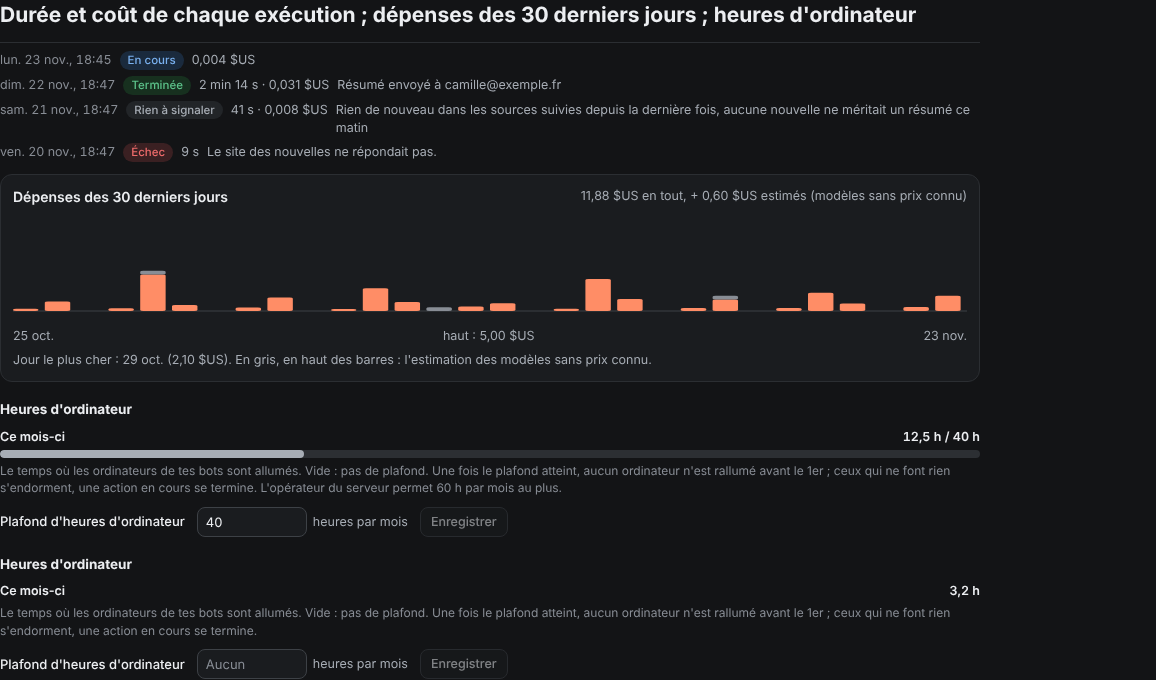 Durée et coût de chaque exécution ; dépenses des 30 derniers jours ; heures d'ordinateur
lun. 23 nov., 18:45 En cours 0,004 $US
dim. 22 nov., 18:47 Terminée 2 min 14 s · 0,031 $US Résumé envoyé à camille@exemple.fr
sam. 21 nov., 18:47 Rien à signaler 41 s · 0,008 $US Rien de nouveau dans les sources suivies depuis la dernière fois, aucune nouvelle ne méritait un résumé ce
matin
ven. 20 nov., 18:47 Échec 9 s Le site des nouvelles ne répondait pas.
Dépenses des 30 derniers jours 11,88 $US en tout, + 0,60 $US estimés (modèles sans prix connu)
25 oct. haut : 5,00 $US 23 nov.
Jour le plus cher : 29 oct. (2,10 $US). En gris, en haut des barres : l'estimation des modèles sans prix connu.
Heures d'ordinateur
Ce mois-ci 12,5 h / 40 h
Le temps où les ordinateurs de tes bots sont allumés. Vide : pas de plafond. Une fois le plafond atteint, aucun ordinateur n'est rallumé avant le 1er ; ceux qui ne font rien
s'endorment, une action en cours se termine. L'opérateur du serveur permet 60 h par mois au plus.
Plafond d'heures d'ordinateur 40 heures par mois Enregistrer
Heures d'ordinateur
Ce mois-ci 3,2 h
Le temps où les ordinateurs de tes bots sont allumés. Vide : pas de plafond. Une fois le plafond atteint, aucun ordinateur n'est rallumé avant le 1er ; ceux qui ne font rien
s'endorment, une action en cours se termine.
Plafond d'heures d'ordinateur Aucun heures par mois Enregistrer